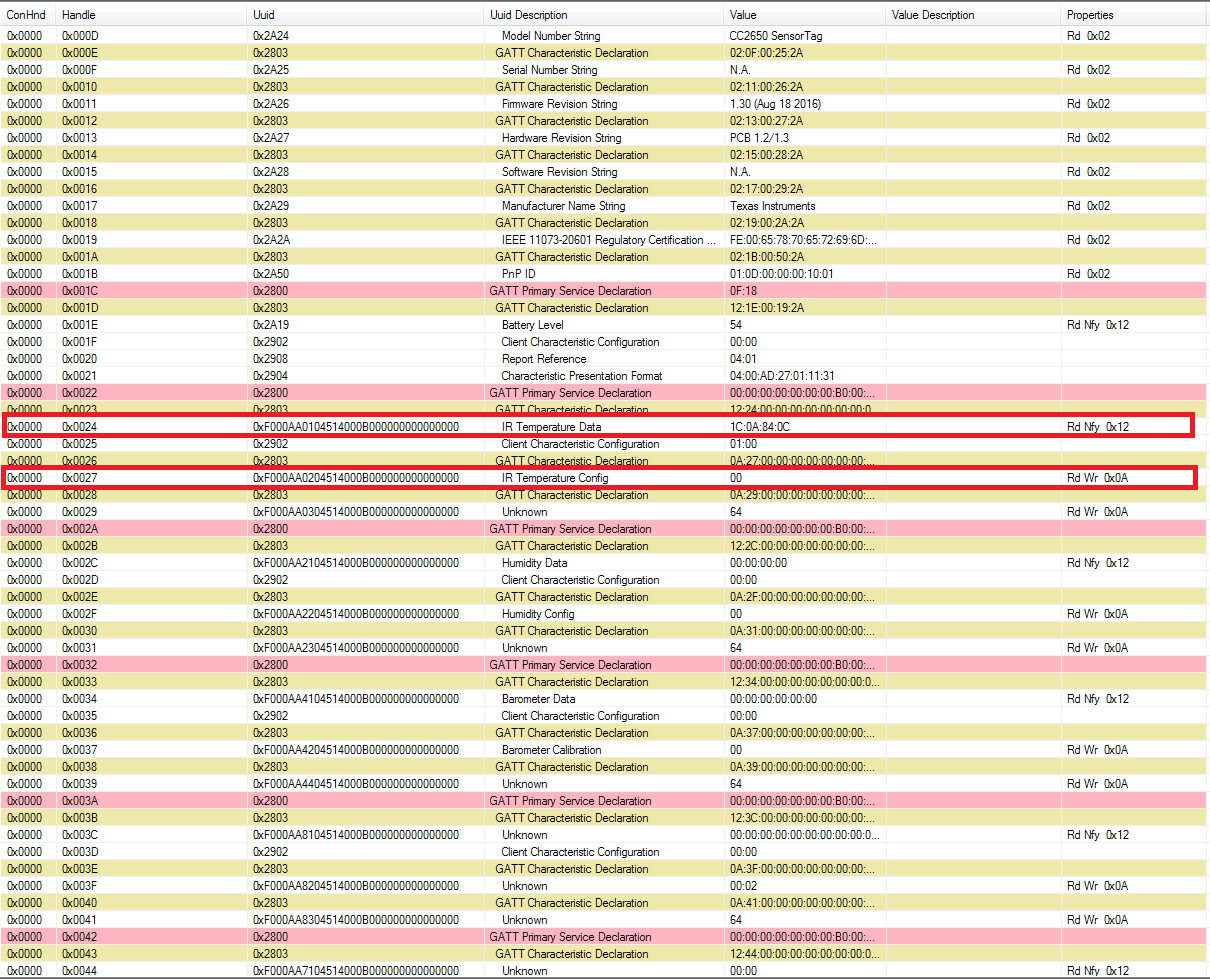 ConHnd Handle Uuid Uuid Description Value Value Description Properties
0x0000 0x000D 0x2A24 Model Number String CC2650 SensorTag Rd 0x02
0x0000 0x000E 0x2803 GATT Characteristic Declaration 02:0F:00:25:2A
0x0000 0x000F 0x2A25 Serial Number String N.A. Rd 0x02
0x0000 0x0010 0x2803 GATT Characteristic Declaration 02:11:00:26:2A
0x0000 0x0011 0x2A26 Firmware Revision String 1.30 (Aug 18 2016) Rd 0x02
0x0000 0x0012 0x2803 GATT Characteristic Declaration 02:13:00:27:2A
0x0000 0x0013 0x2A27 Hardware Revision String PCB 1.2/1.3 Rd 0x02
0x0000 0x0014 0x2803 GATT Characteristic Declaration 02:15:00:28:2A
0x0000 0x0015 0x2A28 Software Revision String N.A. Rd 0x02
0x0000 0x0016 0x2803 GATT Characteristic Declaration 02:17:00:29:2A
0x0000 0x0017 0x2A29 Manufacturer Name String Texas Instruments Rd 0x02
0x0000 0x0018 0x2803 GATT Characteristic Declaration 02:19:00:2A:2A
0x0000 0x0019 0x2A2A IEEE 11073-20601 Regulatory Certification ... FE:00:65:78:70:65:72:69:6D:... Rd 0x02
0x0000 0x001A 0x2803 GATT Characteristic Declaration 02:1B:00:50:2A
0x0000 0x001B 0x2A50 PnP ID 01:0D:00:00:00:10:01 Rd 0x02
0x0000 0x001C 0x2800 GATT Primary Service Declaration 0F:18
0x0000 0x001D 0x2803 GATT Characteristic Declaration 12:1E:00:19:2A
0x0000 0x001E 0x2A19 Battery Level 54 Rd Nfy 0x12
0x0000 0x001F 0x2902 Client Characteristic Configuration 00:00
0x0000 0x0020 0x2908 Report Reference 04:01
0x0000 0x0021 0x2904 Characteristic Presentation Format 04:00:AD:27:01:11:31
0x0000 0x0022 0x2800 GATT Primary Service Declaration 00:00:00:00:00:00:B0:00:...
0x0000 0x0023 0x2803 GATT Characteristic Declaration 12:24:00:00:00:00:00:00:0...
0x0000 0x0024 0xF000AA0104514000B000000000000000 IR Temperature Data 1C:0A:84:0C Rd Nfy 0x12
0x0000 0x0025 0x2902 Client Characteristic Configuration 01:00
0x0000 0x0026 0x2803 GATT Characteristic Declaration 0A:27:00:00:00:00:00:00:...
0x0000 0x0027 0xF000AA0204514000B000000000000000 IR Temperature Config 00 Rd Wr 0x0A
0x0000 0x0028 0x2803 GATT Characteristic Declaration 0A:29:00:00:00:00:00:00:...
0x0000 0x0029 0xF000AA0304514000B000000000000000 Unknown 64 Rd Wr 0x0A
0x0000 0x002A 0x2800 GATT Primary Service Declaration 00:00:00:00:00:00:B0:00:...
0x0000 0x002B 0x2803 GATT Characteristic Declaration 12:2C:00:00:00:00:00:00:...
0x0000 0x002C 0xF000AA2104514000B000000000000000 Humidity Data 00:00:00:00 Rd Nfy 0x12
0x0000 0x002D 0x2902 Client Characteristic Configuration 00:00
0x0000 0x002E 0x2803 GATT Characteristic Declaration 0A:2F:00:00:00:00:00:00:...
0x0000 0x002F 0xF000AA2204514000B000000000000000 Humidity Config 00 Rd Wr 0x0A
0x0000 0x0030 0x2803 GATT Characteristic Declaration 0A:31:00:00:00:00:00:00:...
0x0000 0x0031 0xF000AA2304514000B000000000000000 Unknown 64 Rd Wr 0x0A
0x0000 0x0032 0x2800 GATT Primary Service Declaration 00:00:00:00:00:00:B0:00:...
0x0000 0x0033 0x2803 GATT Characteristic Declaration 12:34:00:00:00:00:00:00:0...
0x0000 0x0034 0xF000AA4104514000B000000000000000 Barometer Data 00:00:00:00:00:00 Rd Nfy 0x12
0x0000 0x0035 0x2902 Client Characteristic Configuration 00:00
0x0000 0x0036 0x2803 GATT Characteristic Declaration 0A:37:00:00:00:00:00:00:...
0x0000 0x0037 0xF000AA4204514000B000000000000000 Barometer Calibration 00 Rd Wr 0x0A
0x0000 0x0038 0x2803 GATT Characteristic Declaration 0A:39:00:00:00:00:00:00:...
0x0000 0x0039 0xF000AA4404514000B000000000000000 Unknown 64 Rd Wr 0x0A
0x0000 0x003A 0x2800 GATT Primary Service Declaration 00:00:00:00:00:00:B0:00:...
0x0000 0x003B 0x2803 GATT Characteristic Declaration 12:3C:00:00:00:00:00:00:...
0x0000 0x003C 0xF000AA8104514000B000000000000000 Unknown 00:00:00:00:00:00:00:00:0... Rd Nfy 0x12
0x0000 0x003D 0x2902 Client Characteristic Configuration 00:00
0x0000 0x003E 0x2803 GATT Characteristic Declaration 0A:3F:00:00:00:00:00:00:...
0x0000 0x003F 0xF000AA8204514000B000000000000000 Unknown 00:02 Rd Wr 0x0A
0x0000 0x0040 0x2803 GATT Characteristic Declaration 0A:41:00:00:00:00:00:00:...
0x0000 0x0041 0xF000AA8304514000B000000000000000 Unknown 64 Rd Wr 0x0A
0x0000 0x0042 0x2800 GATT Primary Service Declaration 00:00:00:00:00:00:B0:00:...
0x0000 0x0043 0x2803 GATT Characteristic Declaration 12:44:00:00:00:00:00:00:0...
0x0000 0x0044 0xF000AA7104514000B000000000000000 Unknown 00:00 Rd Nfy 0x12